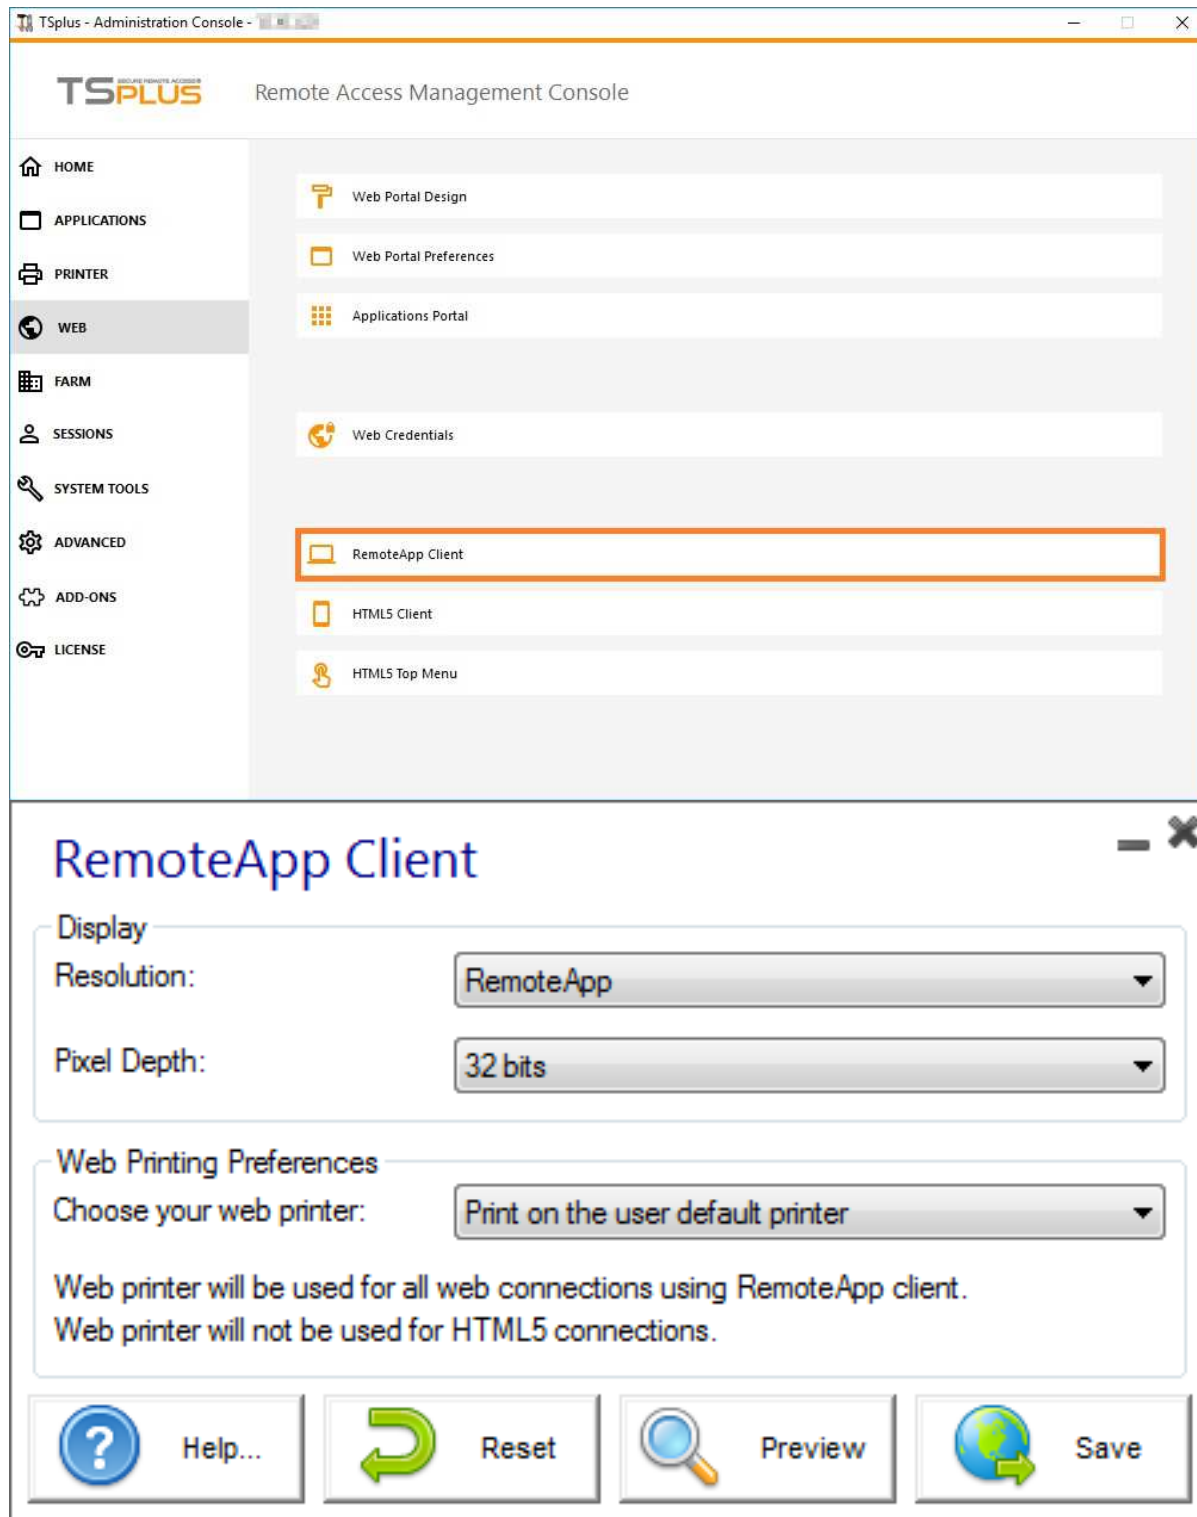 TSplus - Administration Console -
TSPLUS
SECURE REMOTE ACCESS
Remote Access Management Console
HOME
APPLICATIONS
PRINTER
WEB
FARM
SESSIONS
SYSTEM TOOLS
ADVANCED
ADD-ONS
LICENSE
Web Portal Design
Web Portal Preferences
Applications Portal
Web Credentials
RemoteApp Client
HTML5 Client
HTML5 Top Menu
RemoteApp Client
Display
Resolution: RemoteApp
Pixel Depth: 32 bits
Web Printing Preferences
Choose your web printer: Print on the user default printer
Web printer will be used for all web connections using RemoteApp client.
Web printer will not be used for HTML5 connections.
Help... Reset Preview Save